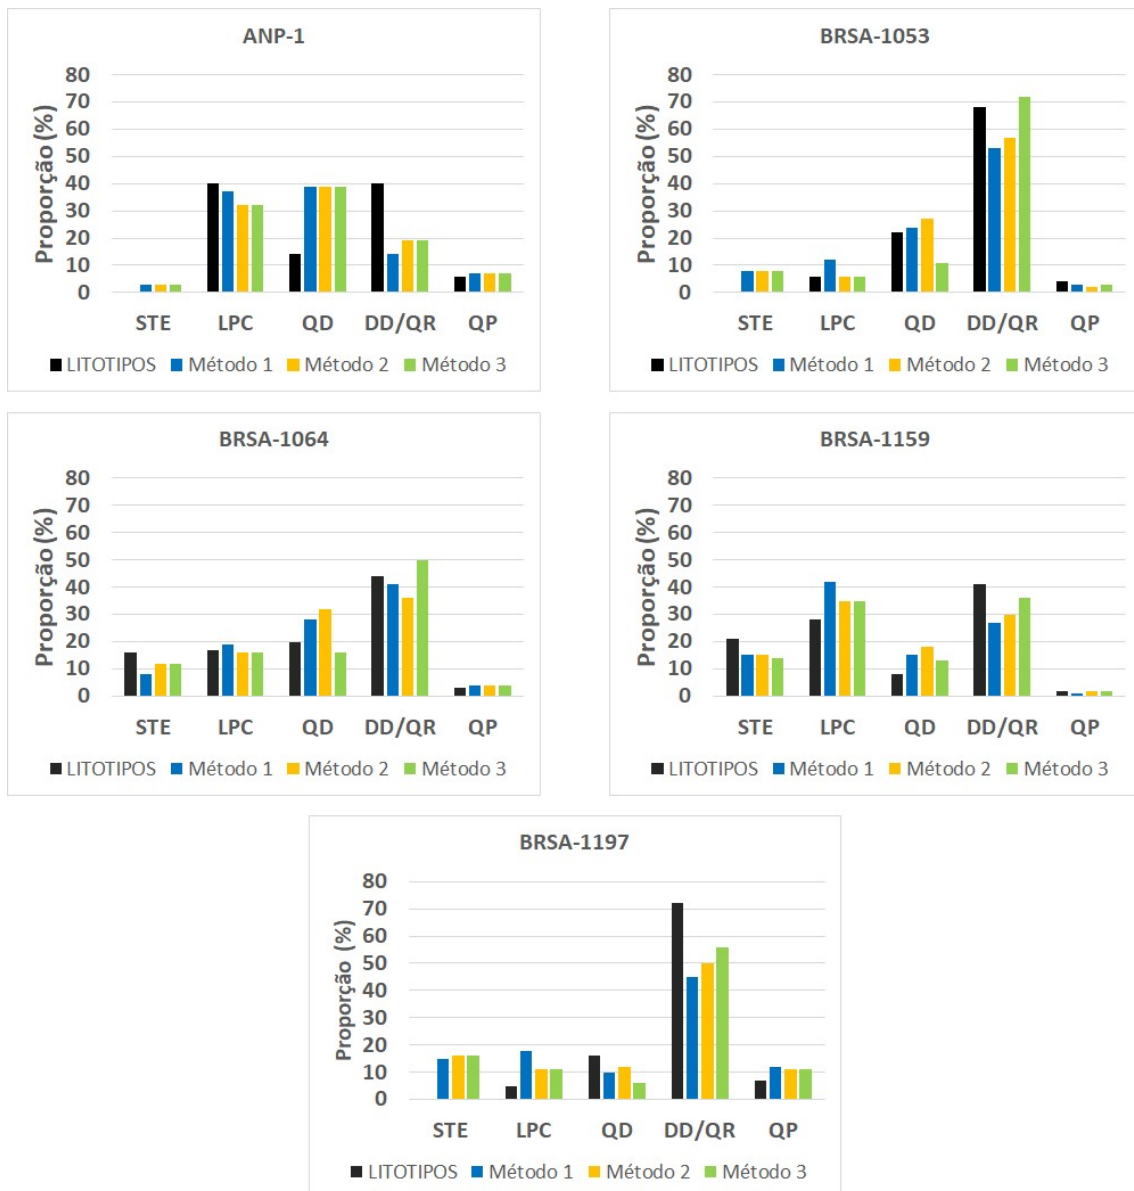 ANP-1
Proporção (%)
80
70
60
50
40
30
20
10
0
STE LPC QD DD/QR QP
LITOTIPOS Método 1 Método 2 Método 3
BRSA-1053
Proporção (%)
80
70
60
50
40
30
20
10
0
STE LPC QD DD/QR QP
LITOTIPOS Método 1 Método 2 Método 3
BRSA-1064
Proporção (%)
80
70
60
50
40
30
20
10
0
STE LPC QD DD/QR QP
LITOTIPOS Método 1 Método 2 Método 3
BRSA-1159
Proporção (%)
80
70
60
50
40
30
20
10
0
STE LPC QD DD/QR QP
LITOTIPOS Método 1 Método 2 Método 3
BRSA-1197
Proporção (%)
80
70
60
50
40
30
20
10
0
STE LPC QD DD/QR QP
LITOTIPOS Método 1 Método 2 Método 3